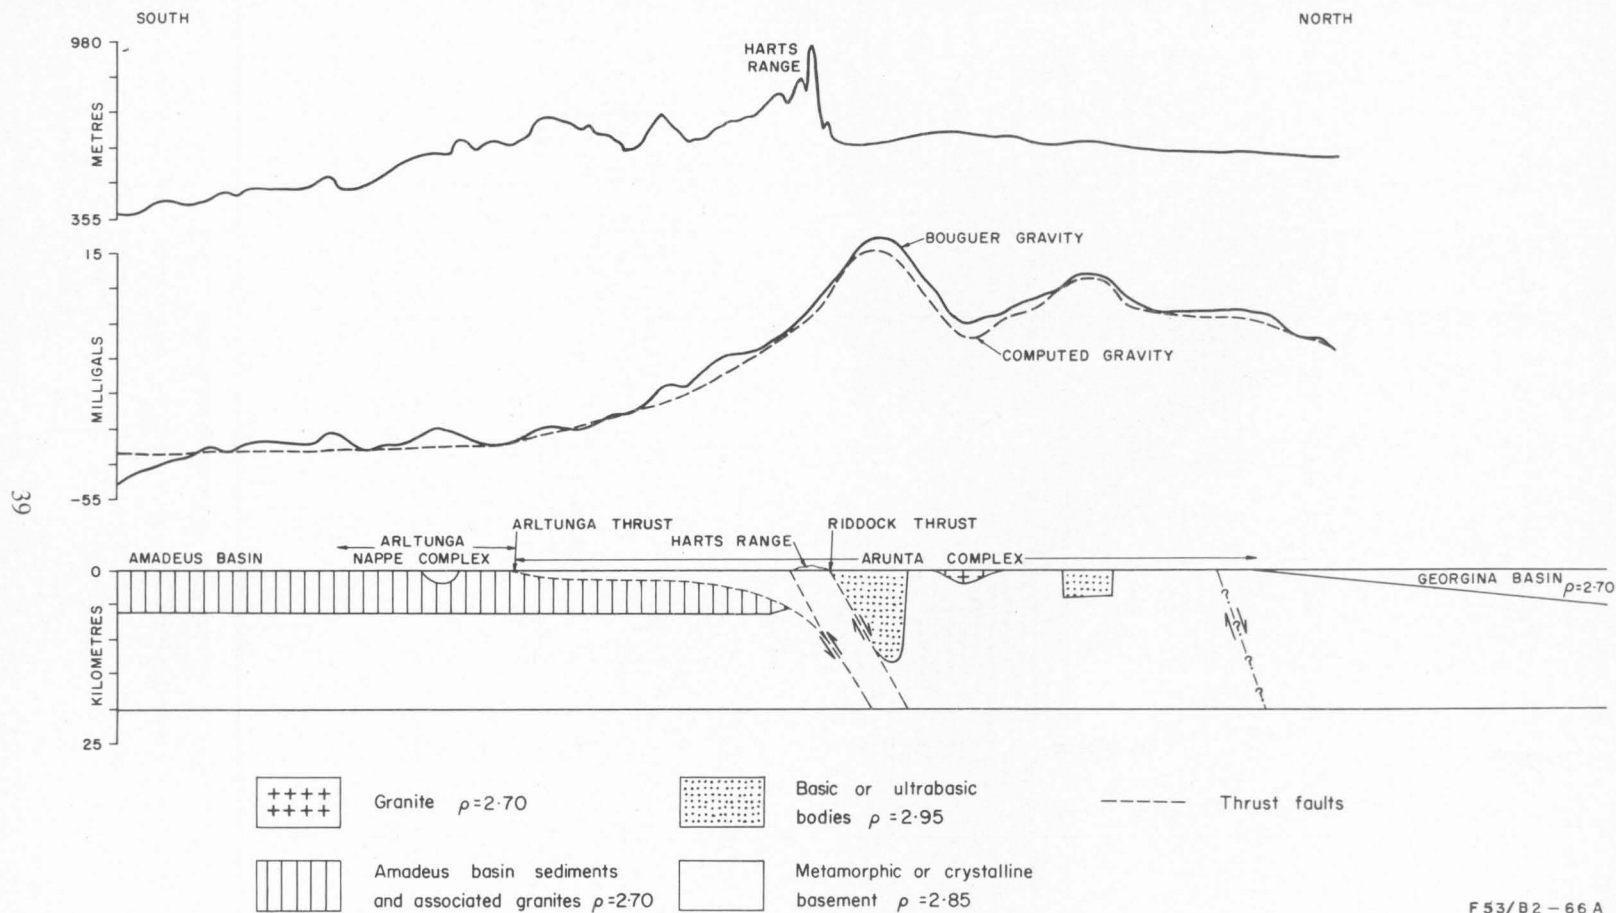 SOUTH
NORTH
980
HARTS
RANGE
METRES
355
15
BOUGUER GRAVITY
COMPUTED GRAVITY
MILLIGALS
-55
39
ARLTUNGA THRUST
RIDDOCK THRUST
ARLTUNGA
HARTS RANGE
AMADEUS BASIN
NAPPE COMPLEX
ARUNTA COMPLEX
0
GEORGINA BASIN ρ=2·70
? ? ? ?
KILOMETRES
25
Granite ρ=2·70
Basic or ultrabasic
bodies ρ=2·95
Thrust faults
Amadeus basin sediments
and associated granites ρ=2·70
Metamorphic or crystalline
basement ρ=2·85
F53/B2-66A